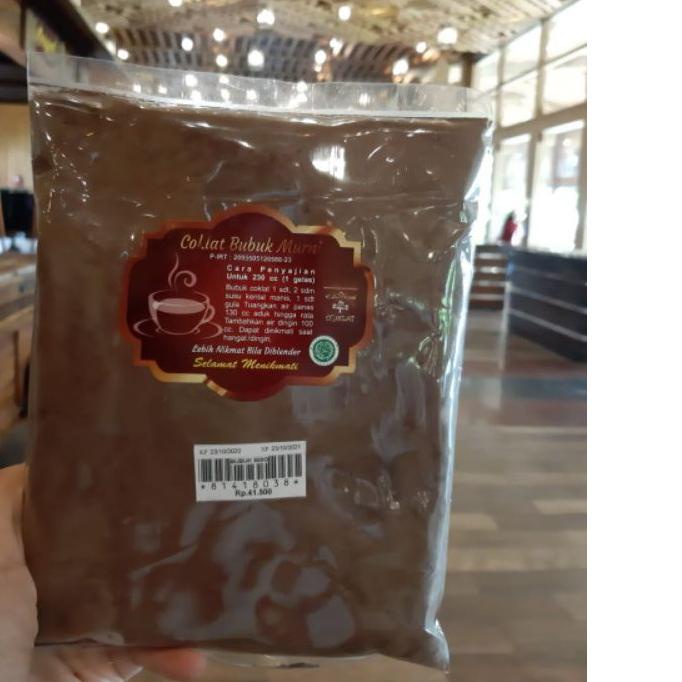 Coklat Bubuk Murni
P-IRT : 2093505120986-23
Cara Penyajian
Untuk 230 cc (1 gelas)
Bubuk coklat 1 sdt, 2 sdm
susu kental manis, 1 sdt
gula Tuangkan air panas
130 cc aduk hingga rata
Tambahkan air dingin 100
cc. Dapat dinikmati saat
hangat/dingin.
COKLAT
Lebih Nikmat Bila Diblender
Selamat Menikmati
23/10/2020 XF 23/10/2021
BUBUK
*81418038*
Rp.41.500